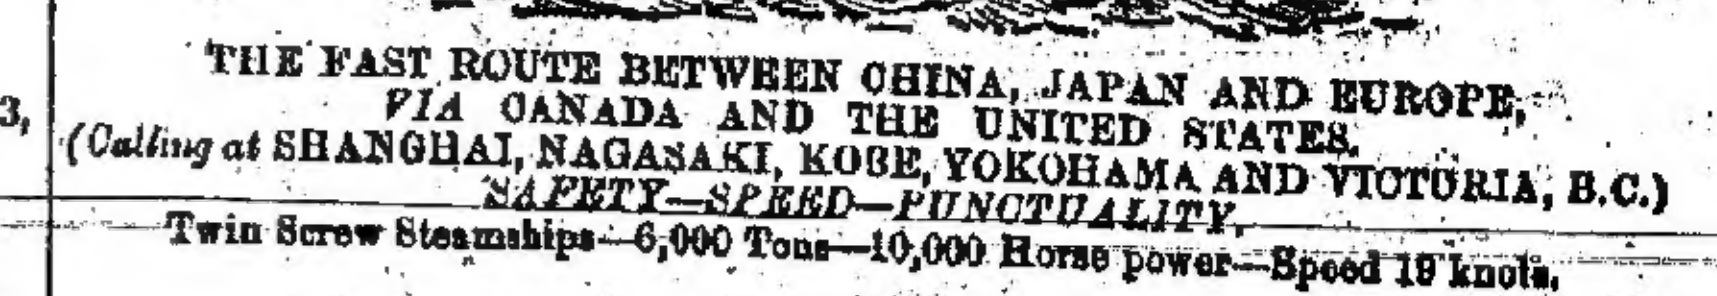 3,
THE FAST ROUTE BETWEEN CHINA, JAPAN AND EUROPE,
VIA CANADA AND THE UNITED STATES.
(Calling at SHANGHAI, NAGASAKI, KOBE, YOKOHAMA AND VICTORIA, B.C.)
SAFETY—SPEED—PUNCTUALITY.
Twin Screw Steamships—6,000 Tons—10,000 Horse power—Speed 19 knots.